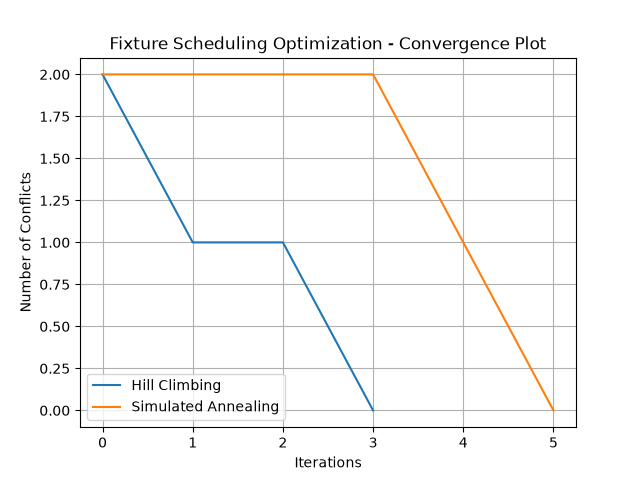 Fixture Scheduling Optimization - Convergence Plot
Number of Conflicts
2.00
1.75
1.50
1.25
1.00
0.75
0.50
0.25
0.00
Hill Climbing
Simulated Annealing
0 1 2 3 4 5
Iterations